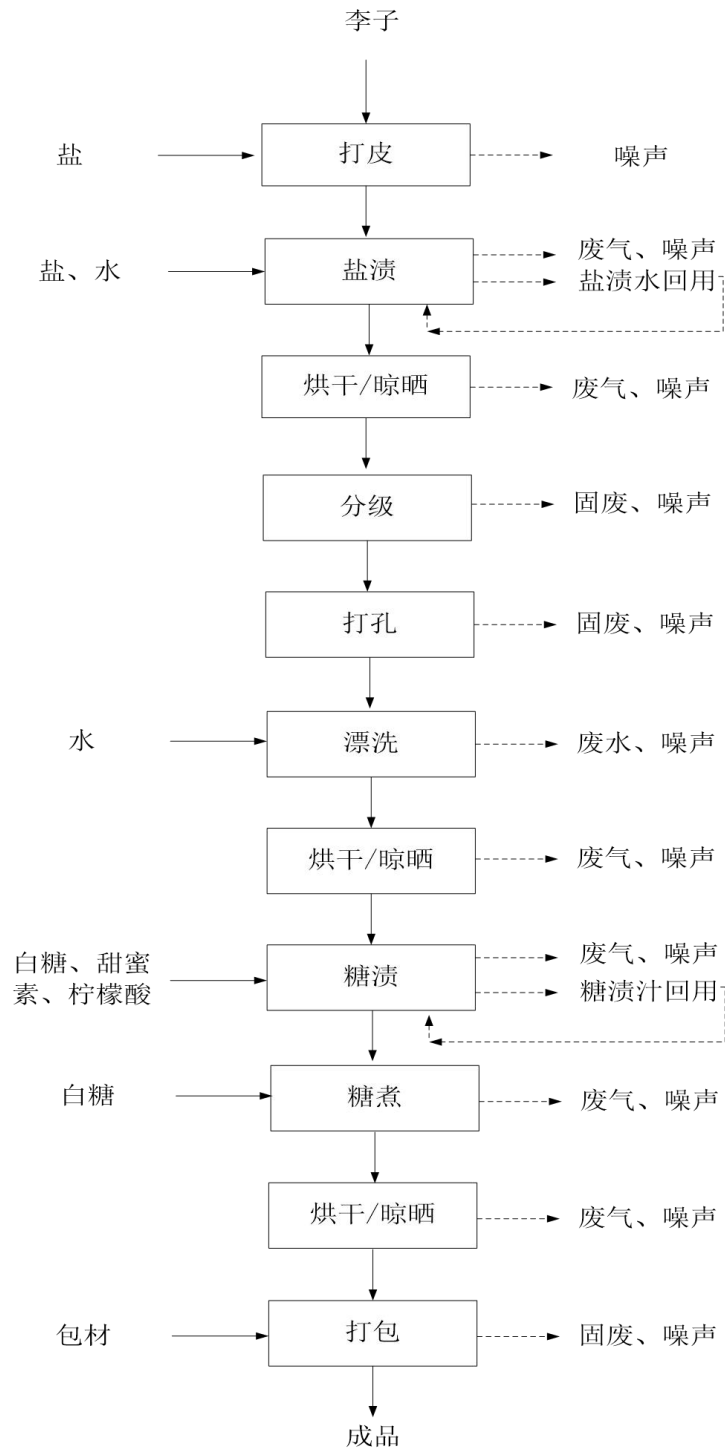 李子
盐
打皮
噪声
盐、水
盐渍
废气、噪声
盐渍水回用
烘干/晾晒
废气、噪声
分级
固废、噪声
打孔
固废、噪声
水
漂洗
废水、噪声
烘干/晾晒
废气、噪声
白糖、甜蜜
素、柠檬酸
糖渍
废气、噪声
糖渍汁回用
白糖
糖煮
废气、噪声
烘干/晾晒
废气、噪声
包材
打包
固废、噪声
成品